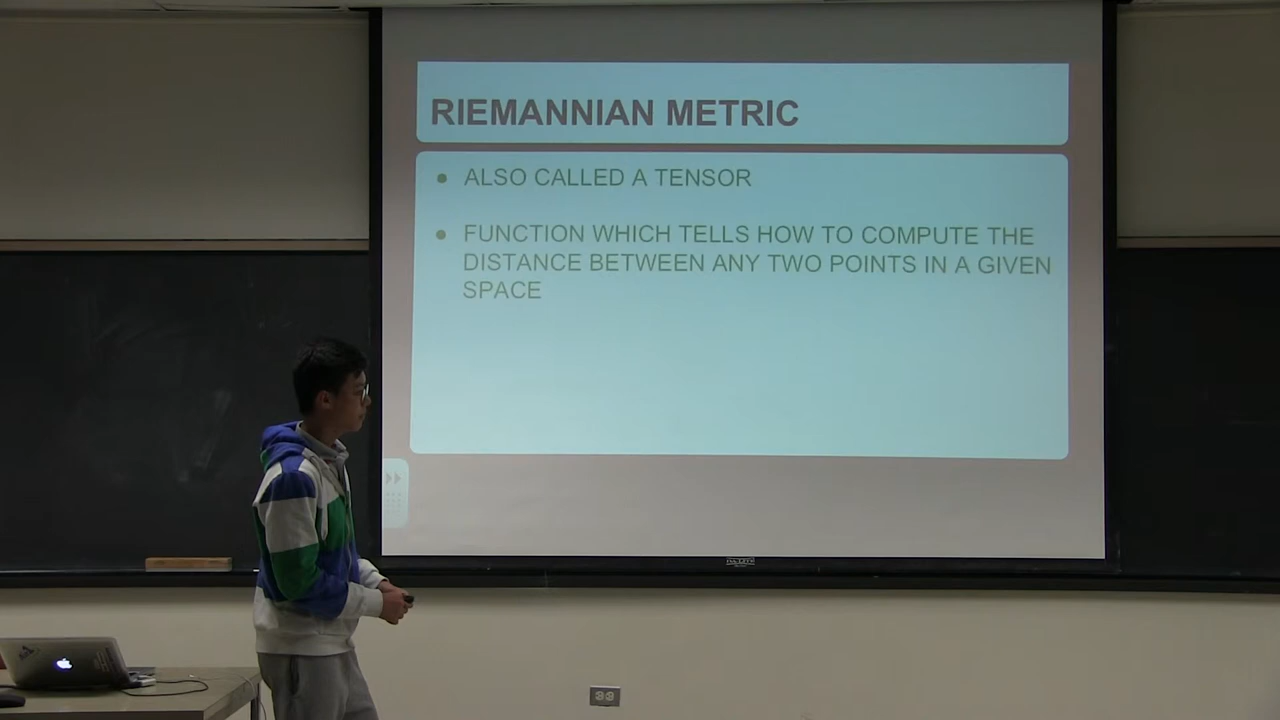 RIEMANNIAN METRIC
• ALSO CALLED A TENSOR
• FUNCTION WHICH TELLS HOW TO COMPUTE THE
DISTANCE BETWEEN ANY TWO POINTS IN A GIVEN
SPACE